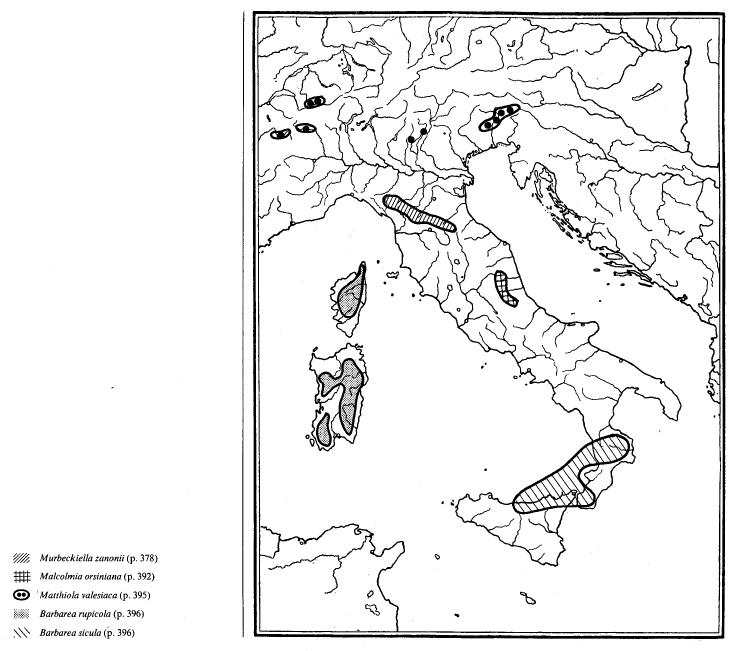 Murbeckiella zanonii (p. 378)
Malcolmia orsiniana (p. 392)
Matthiola valesiaca (p. 395)
Barbarea rupicola (p. 396)
Barbarea sicula (p. 396)